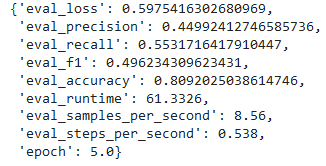 {'eval_loss': 0.5975416302680969,
'eval_precision': 0.44992412746585736,
'eval_recall': 0.5531716417910447,
'eval_f1': 0.496234309623431,
'eval_accuracy': 0.8092025038614746,
'eval_runtime': 61.3326,
'eval_samples_per_second': 8.56,
'eval_steps_per_second': 0.538,
'epoch': 5.0}